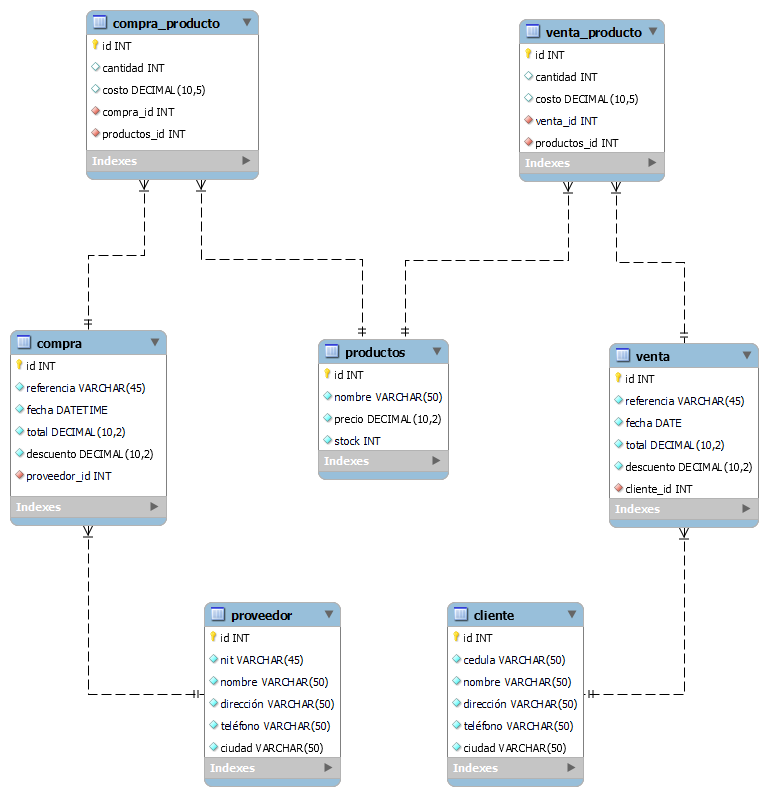 compra_producto
id INT
cantidad INT
costo DECIMAL(10,5)
compra_id INT
productos_id INT
Indexes
venta_producto
id INT
cantidad INT
costo DECIMAL(10,5)
venta_id INT
productos_id INT
Indexes
compra
id INT
referencia VARCHAR(45)
fecha DATETIME
total DECIMAL(10,2)
descuento DECIMAL(10,2)
proveedor_id INT
Indexes
productos
id INT
nombre VARCHAR(50)
precio DECIMAL(10,2)
stock INT
Indexes
venta
id INT
referencia VARCHAR(45)
fecha DATE
total DECIMAL(10,2)
descuento DECIMAL(10,2)
cliente_id INT
Indexes
proveedor
id INT
nit VARCHAR(45)
nombre VARCHAR(50)
dirección VARCHAR(50)
teléfono VARCHAR(50)
ciudad VARCHAR(50)
Indexes
cliente
id INT
cedula VARCHAR(50)
nombre VARCHAR(50)
dirección VARCHAR(50)
teléfono VARCHAR(50)
ciudad VARCHAR(50)
Indexes